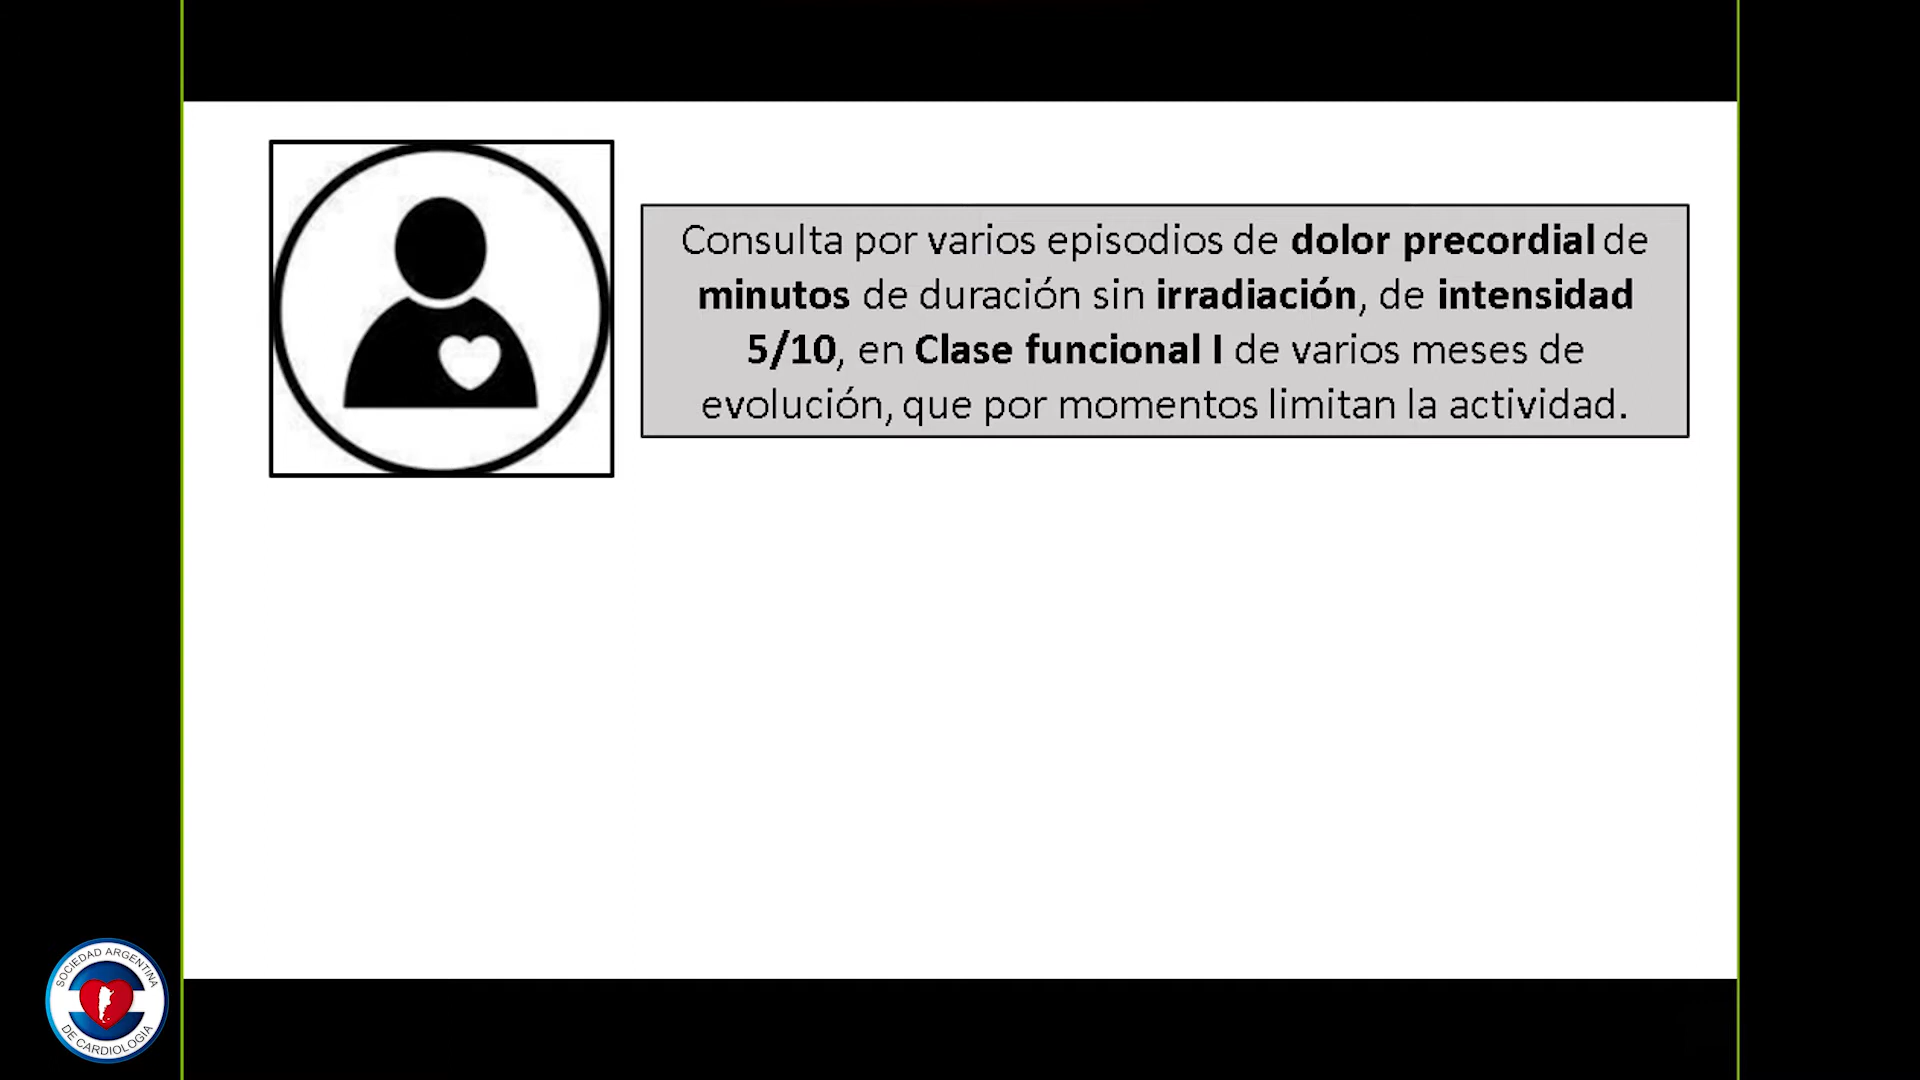 Consulta por varios episodios de dolor precordial de
minutos de duración sin irradiación, de intensidad
5/10, en Clase funcional I de varios meses de
evolución, que por momentos limitan la actividad.
SOCIEDAD ARGENTINA
DE CARDIOLOGIA